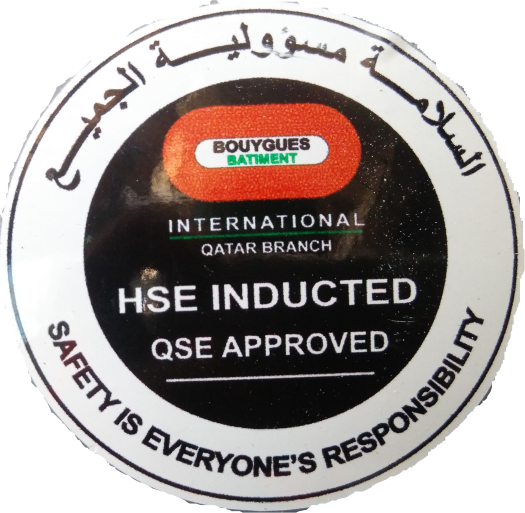 السلامة مسؤولية الجميع
BOUYGUES
BATIMENT
INTERNATIONAL
QATAR BRANCH
HSE INDUCTED
QSE APPROVED
SAFETY IS EVERYONE'S RESPONSIBILITY